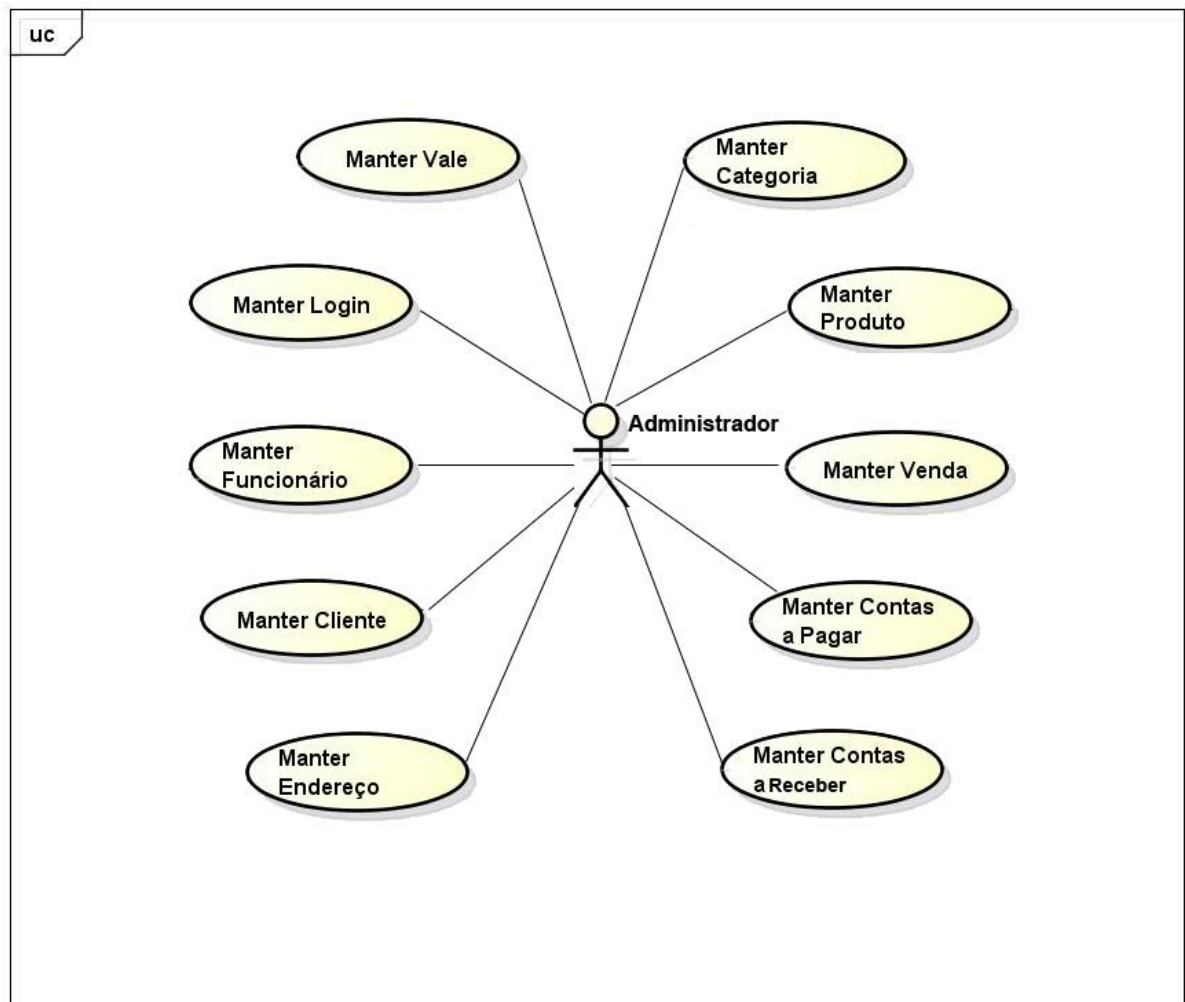 uc
Manter Vale
Manter
Categoria
Manter Login
Manter
Produto
Administrador
Manter
Funcionário
Manter Venda
Manter Cliente
Manter Contas
a Pagar
Manter
Endereço
Manter Contas
a Receber